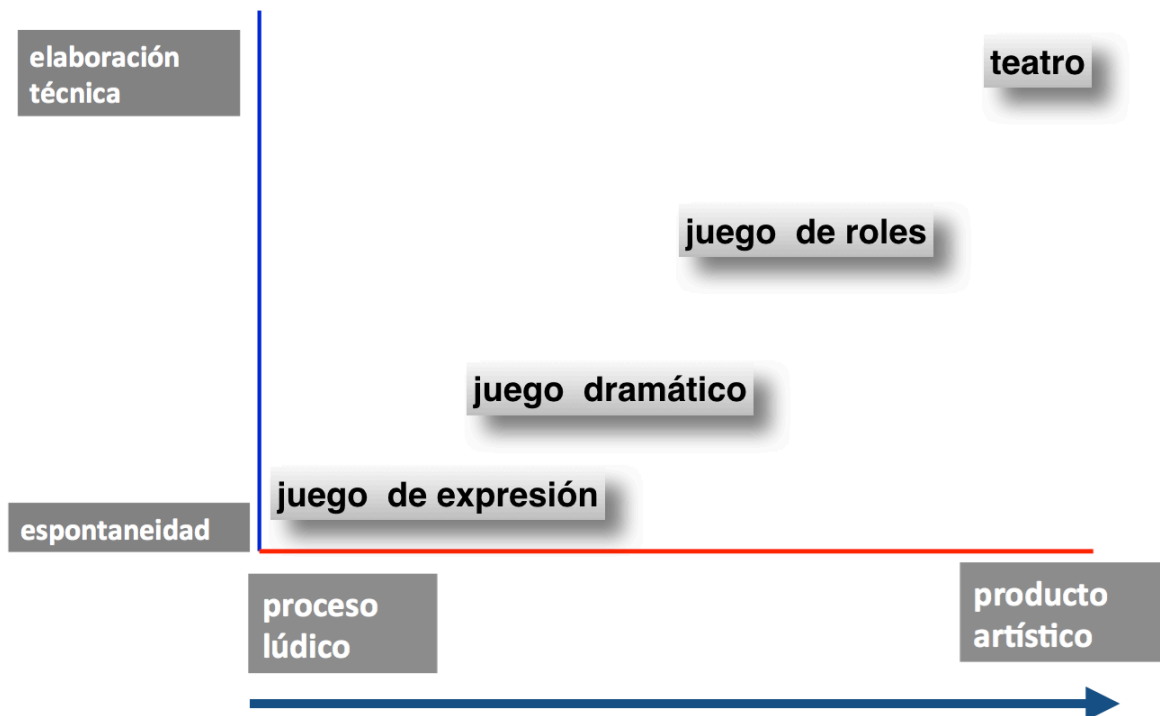 elaboración
técnica
teatro
juego de roles
juego dramático
juego de expresión
espontaneidad
proceso
lúdico
producto
artístico